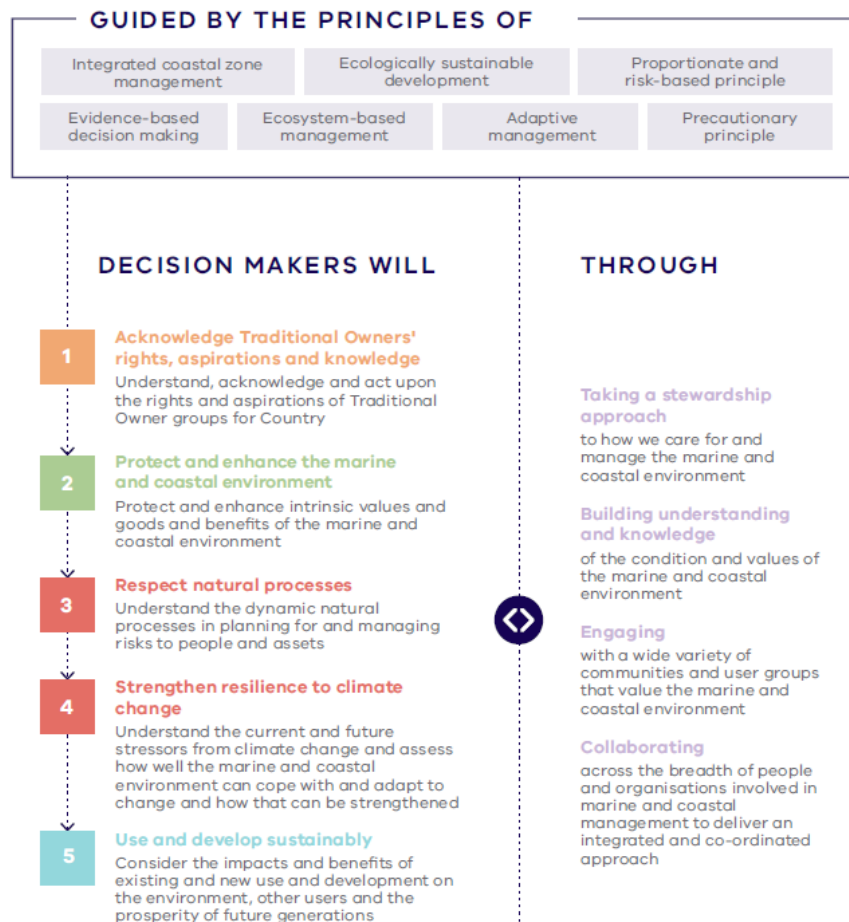 GUIDED BY THE PRINCIPLES OF
Integrated coastal zone
management
Ecologically sustainable
development
Proportionate and
risk-based principle
Evidence-based
decision making
Ecosystem-based
management
Adaptive
management
Precautionary
principle
DECISION MAKERS WILL
1
Acknowledge Traditional Owners'
rights, aspirations and knowledge
Understand, acknowledge and act upon
the rights and aspirations of Traditional
Owner groups for Country
2
Protect and enhance the marine
and coastal environment
Protect and enhance intrinsic values and
goods and benefits of the marine and
coastal environment
3
Respect natural processes
Understand the dynamic natural
processes in planning for and managing
risks to people and assets
4
Strengthen resilience to climate
change
Understand the current and future
stressors from climate change and assess
how well the marine and coastal
environment can cope with and adapt to
change and how that can be strengthened
5
Use and develop sustainably
Consider the impacts and benefits of
existing and new use and development on
the environment, other users and the
prosperity of future generations
THROUGH
Taking a stewardship
approach
to how we care for and
manage the marine and
coastal environment
Building understanding
and knowledge
of the condition and values of
the marine and coastal
environment
Engaging
with a wide variety of
communities and user groups
that value the marine and
coastal environment
Collaborating
across the breadth of people
and organisations involved in
marine and coastal
management to deliver an
integrated and co-ordinated
approach